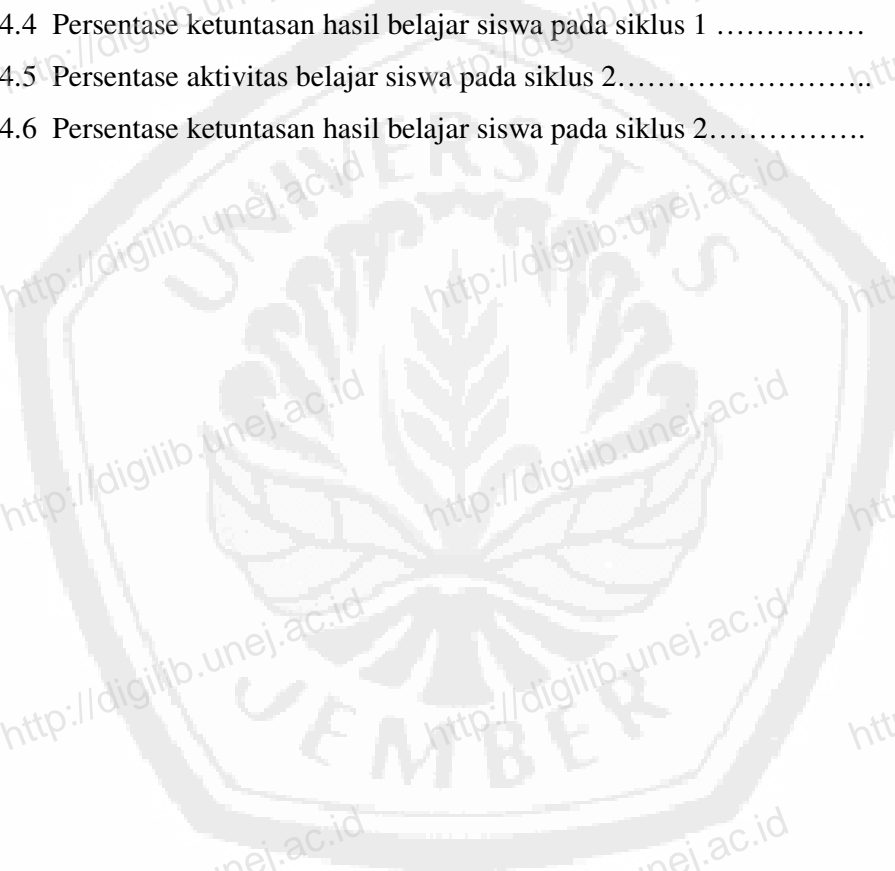 4.4 Persentase ketuntasan hasil belajar siswa pada siklus 1 ……………
4.5 Persentase aktivitas belajar siswa pada siklus 2……………………..
4.6 Persentase ketuntasan hasil belajar siswa pada siklus 2…………….
UNIVERSITAS
http://digilib.unej.ac.id
http://digilib.unej.ac.id
http://digilib.unej.ac.id
http://digilib.unej.ac.id
http://digilib.unej.ac.id
http://digilib.unej.ac.id
JEMBER